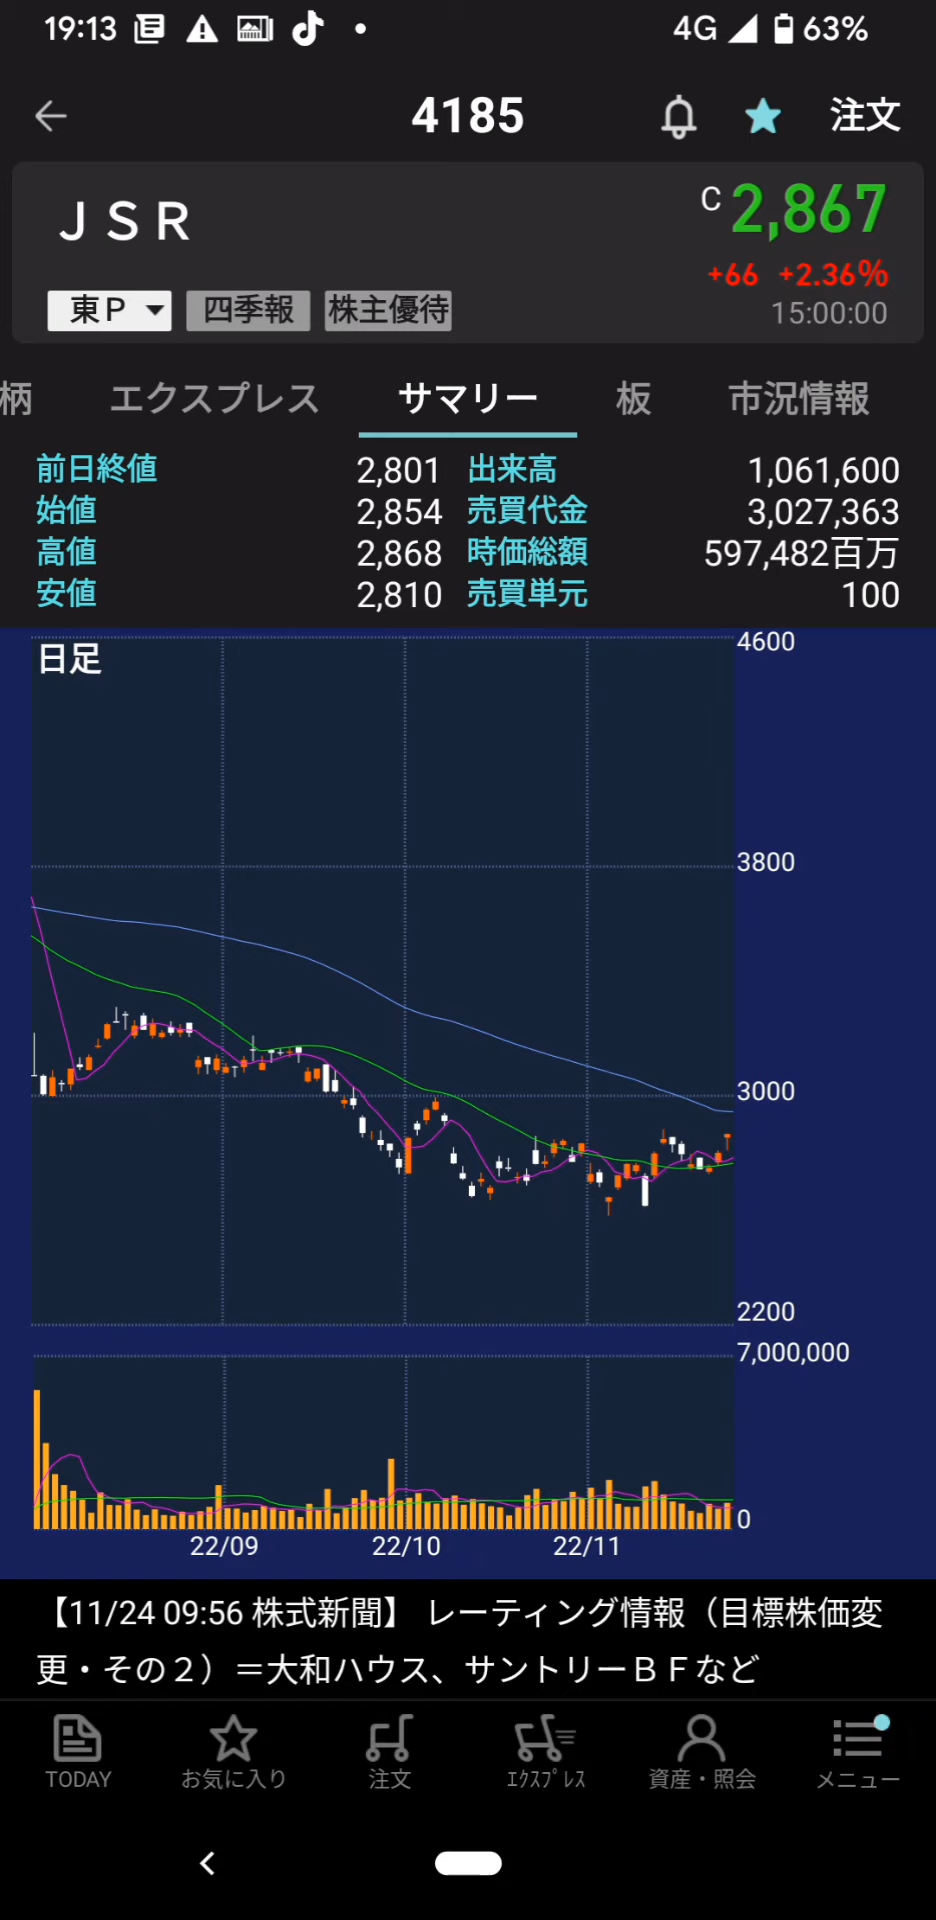 19:13 4G 63%
4185 注文
ＪＳＲ
C 2,867
+66 +2.36%
東Ｐ 四季報 株主優待 15:00:00
柄 エクスプレス サマリー 板 市況情報
前日終値 2,801 出来高 1,061,600
始値 2,854 売買代金 3,027,363
高値 2,868 時価総額 597,482百万
安値 2,810 売買単元 100
日足
4600
3800
3000
2200
7,000,000
0
22/09 22/10 22/11
【11/24 09:56 株式新聞】 レーティング情報（目標株価変
更・その２）＝大和ハウス、サントリーＢＦなど
TODAY お気に入り 注文 ｴｸｽﾌﾟﾚｽ 資産・照会 メニュー